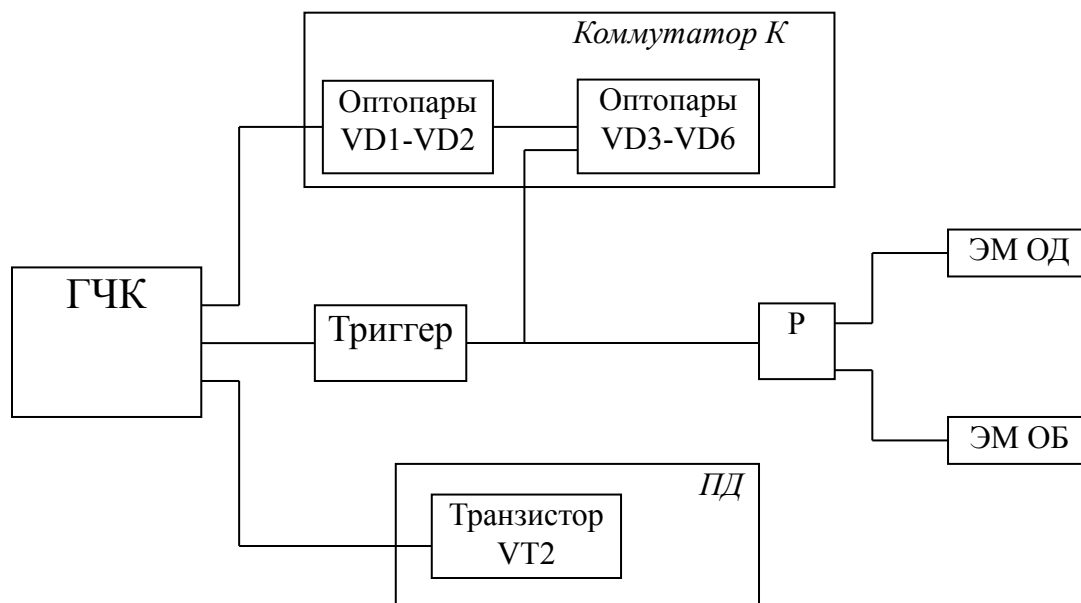 Коммутатор К
Оптопары
VD1-VD2
Оптопары
VD3-VD6
ГЧК
Триггер
Р
ЭМ ОД
ЭМ ОБ
ПД
Транзистор
VT2